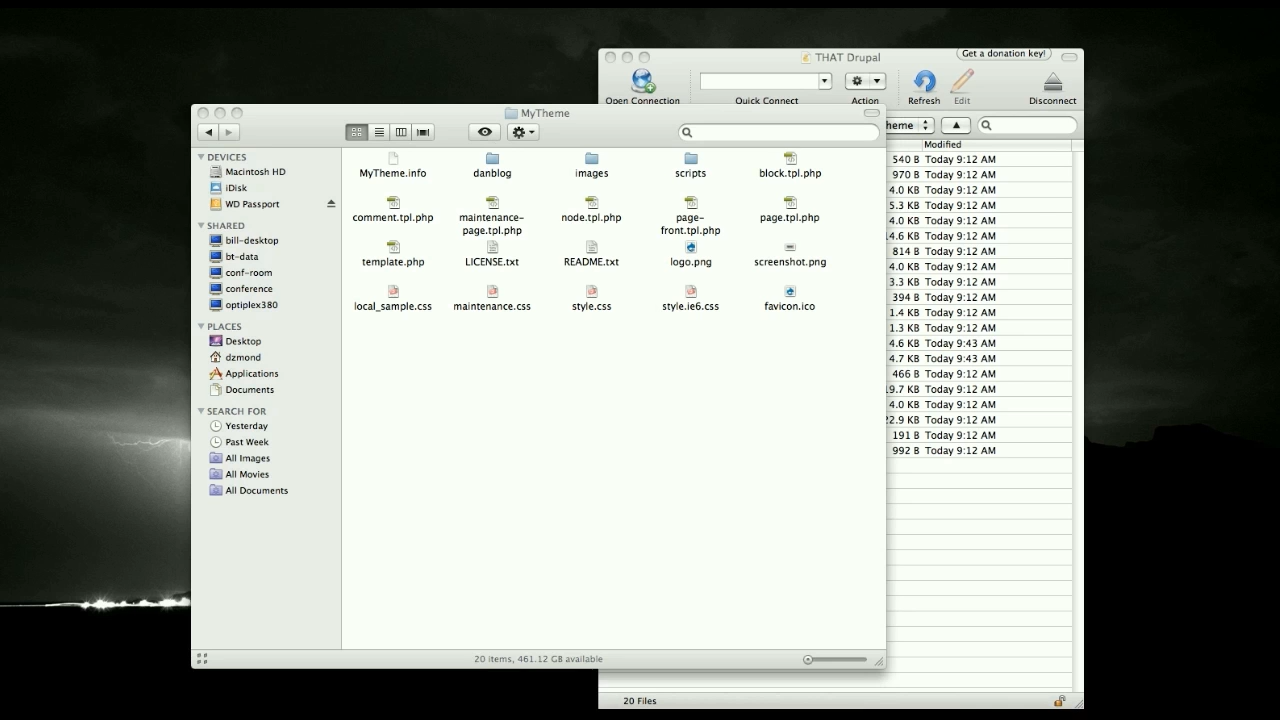 Get a donation key!
THAT Drupal
Open Connection
Quick Connect
Action
Refresh
Edit
Disconnect
MyTheme
heme
Modified
DEVICES
Macintosh HD
iDisk
WD Passport
SHARED
bill-desktop
bt-data
conf-room
conference
optiplex380
PLACES
Desktop
dzmond
Applications
Documents
SEARCH FOR
Yesterday
Past Week
All Images
All Movies
All Documents
MyTheme.info
danblog
images
scripts
block.tpl.php
comment.tpl.php
maintenance-
page.tpl.php
node.tpl.php
page-
front.tpl.php
page.tpl.php
template.php
LICENSE.txt
README.txt
logo.png
screenshot.png
local_sample.css
maintenance.css
style.css
style.ie6.css
favicon.ico
540 B Today 9:12 AM
970 B Today 9:12 AM
4.0 KB Today 9:12 AM
5.3 KB Today 9:12 AM
4.0 KB Today 9:12 AM
4.6 KB Today 9:12 AM
814 B Today 9:12 AM
4.0 KB Today 9:12 AM
3.3 KB Today 9:12 AM
394 B Today 9:12 AM
1.4 KB Today 9:12 AM
1.3 KB Today 9:12 AM
4.6 KB Today 9:43 AM
4.7 KB Today 9:43 AM
466 B Today 9:12 AM
9.7 KB Today 9:12 AM
4.0 KB Today 9:12 AM
2.9 KB Today 9:12 AM
191 B Today 9:12 AM
992 B Today 9:12 AM
20 items, 461.12 GB available
20 Files